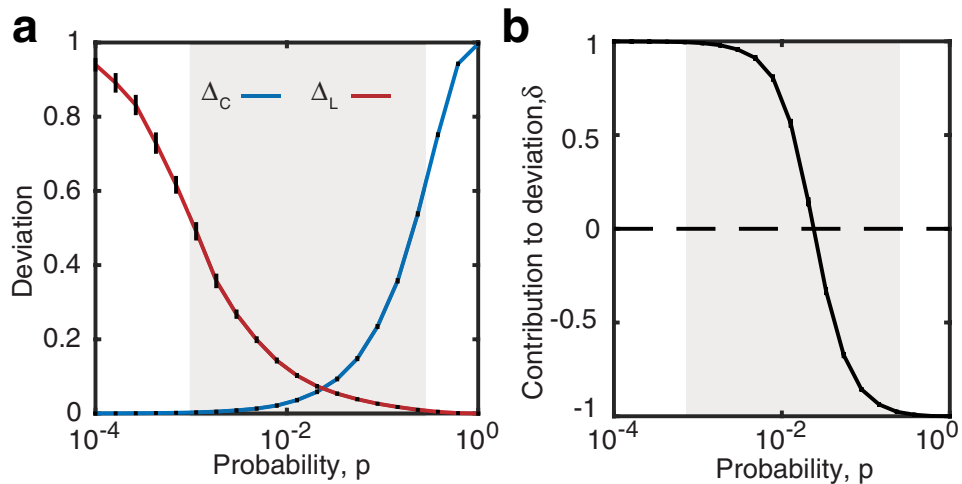 a
Deviation
1
0.8
0.6
0.4
0.2
0
Δ_C
Δ_L
10^-4
10^-2
10^0
Probability, p
b
Contribution to deviation,δ
1
0.5
0
-0.5
-1
10^-4
10^-2
10^0
Probability, p